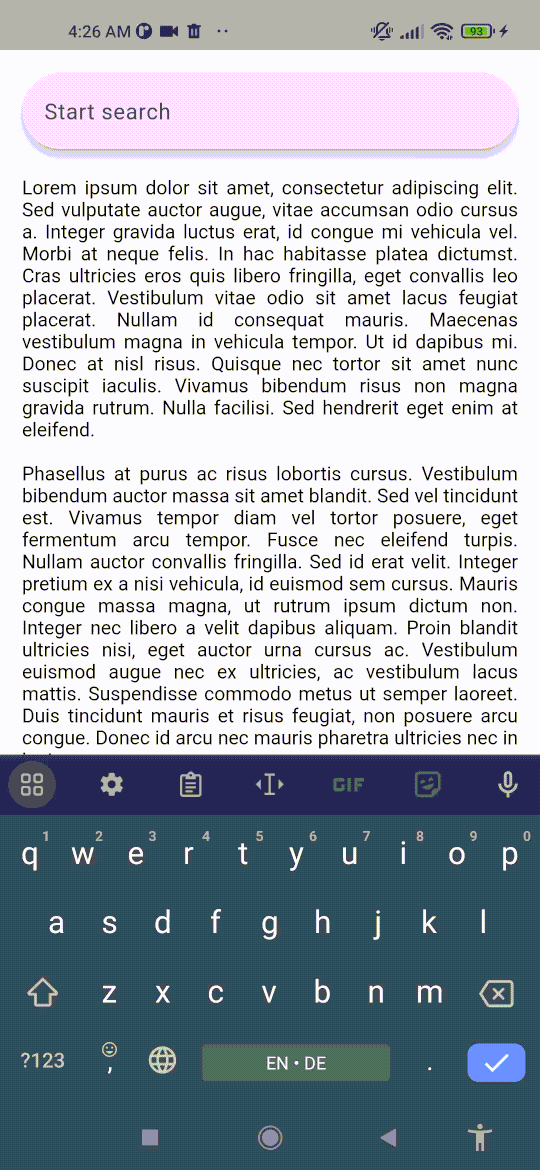 4:26 AM
93
Start search
Lorem ipsum dolor sit amet, consectetur adipiscing elit.
Sed vulputate auctor augue, vitae accumsan odio cursus
a. Integer gravida luctus erat, id congue mi vehicula vel.
Morbi at neque felis. In hac habitasse platea dictumst.
Cras ultricies eros quis libero fringilla, eget convallis leo
placerat. Vestibulum vitae odio sit amet lacus feugiat
placerat. Nullam id consequat mauris. Maecenas
vestibulum magna in vehicula tempor. Ut id dapibus mi.
Donec at nisl risus. Quisque nec tortor sit amet nunc
suscipit iaculis. Vivamus bibendum risus non magna
gravida rutrum. Nulla facilisi. Sed hendrerit eget enim at
eleifend.
Phasellus at purus ac risus lobortis cursus. Vestibulum
bibendum auctor massa sit amet blandit. Sed vel tincidunt
est. Vivamus tempor diam vel tortor posuere, eget
fermentum arcu tempor. Fusce nec eleifend turpis.
Nullam auctor convallis fringilla. Sed id erat velit. Integer
pretium ex a nisi vehicula, id euismod sem cursus. Mauris
congue massa magna, ut rutrum ipsum dictum non.
Integer nec libero a velit dapibus aliquam. Proin blandit
ultricies nisi, eget auctor urna cursus ac. Vestibulum
euismod augue nec ex ultricies, ac vestibulum lacus
mattis. Suspendisse commodo metus ut semper laoreet.
Duis tincidunt mauris et risus feugiat, non posuere arcu
congue. Donec id arcu nec mauris pharetra ultricies nec in
GIF
q1 w2 e3 r4 t5 y6 u7 i8 o9 p0
a s d f g h j k l
z x c v b n m
?123 , EN • DE .